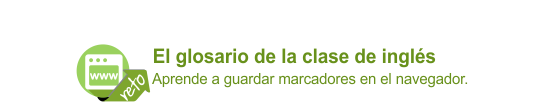 El glosario de la clase de inglés
www
reto
Aprende a guardar marcadores en el navegador.